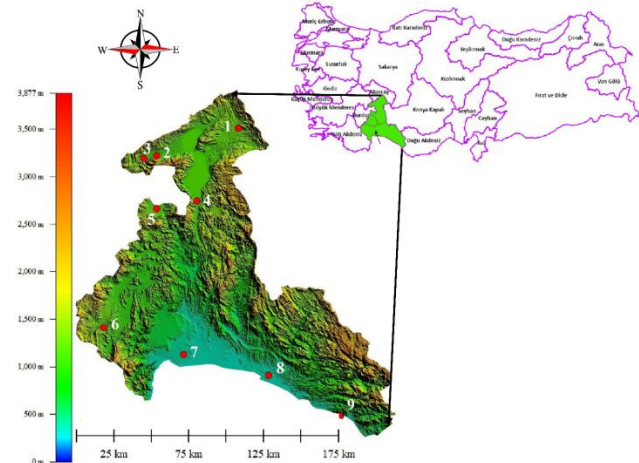 N
W E
S
3,877 m
3,500 m
3,000 m
2,500 m
2,000 m
1,500 m
1,000 m
500 m
0 m
1
2
3
4
5
6
7
8
9
25 km 75 km 125 km 175 km
Meriç Ergene
Marmara
Batı Karadeniz
Doğu Karadeniz
Çoruh
Aras
Yeşilırmak
Marmara
Susurluk
Sakarya
Kuzey Ege
Kızılırmak
Van Gölü
Gediz
Akarçay
Fırat ve Dicle
Küçük Menderes
Büyük Menderes
Konya Kapalı
Seyhan
Ceyhan
Burdur
Batı Akdeniz
Doğu Akdeniz